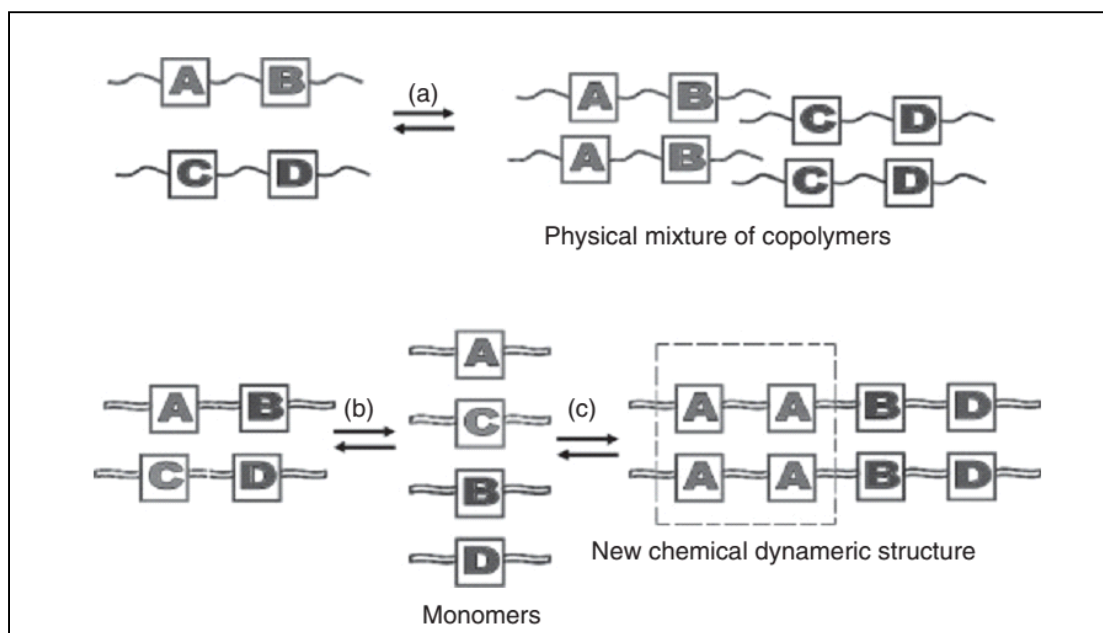 A B
(a)
A B
C D
C D
A B
C D
Physical mixture of copolymers
A
A B
(b)
C
(c)
A A B D
C D
B
A A B D
D
New chemical dynameric structure
Monomers